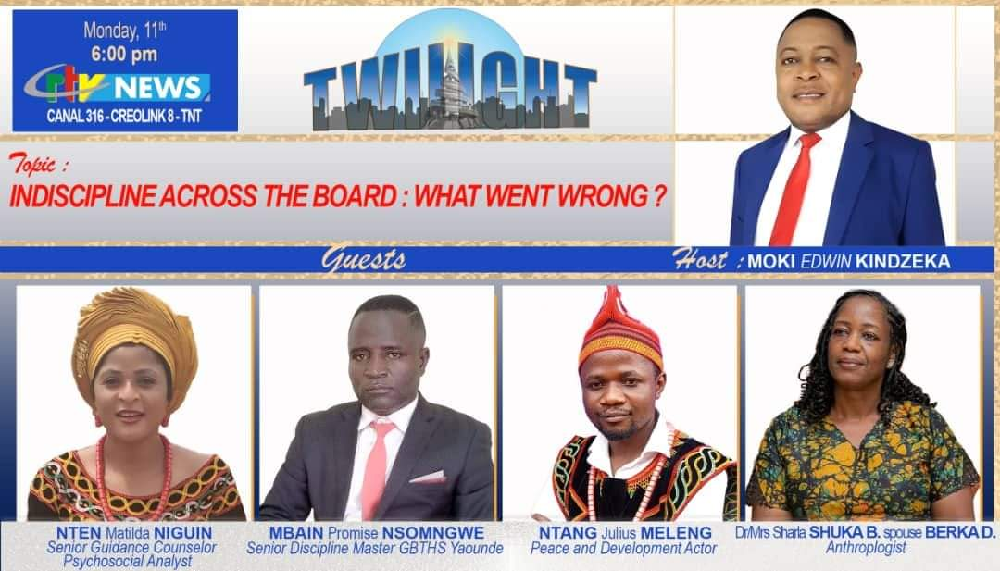 Monday, 11th
6:00 pm
crtv NEWS
CANAL 316 - CREOLINK 8 - TNT
TWILIGHT
Topic :
INDISCIPLINE ACROSS THE BOARD : WHAT WENT WRONG ?
Guests
Host : MOKI EDWIN KINDZEKA
NTEN Matilda NIGUIN
Senior Guidance Counselor
Psychosocial Analyst
MBAIN Promise NSOMNGWE
Senior Discipline Master GBTHS Yaounde
NTANG Julius MELENG
Peace and Development Actor
Dr/Mrs Sharla SHUKA B. spouse BERKA D.
Anthroplogist